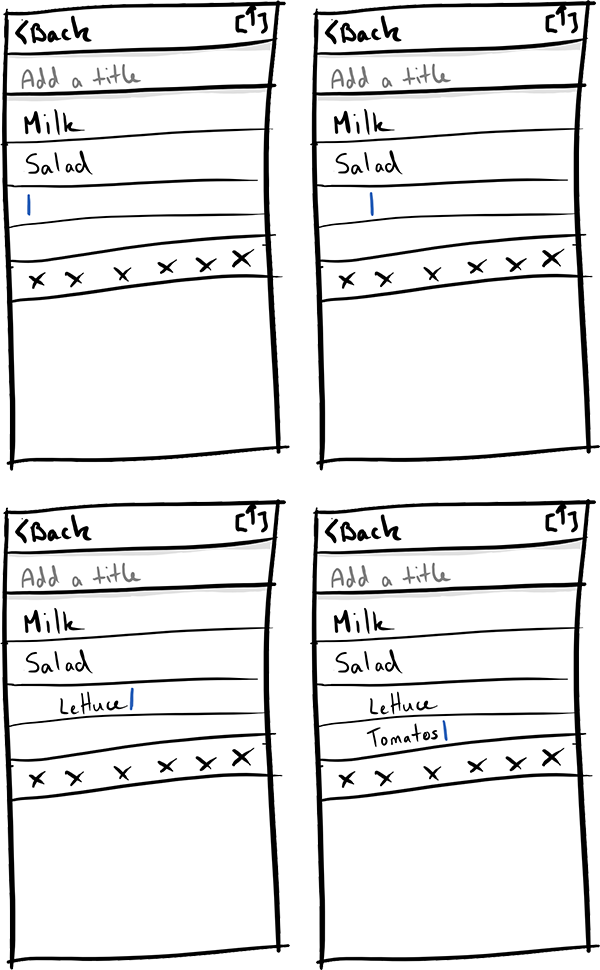 <Back [↑]
Add a title
Milk
Salad
<Back [↑]
Add a title
Milk
Salad
<Back [↑]
Add a title
Milk
Salad
Lettuce
<Back [↑]
Add a title
Milk
Salad
Lettuce
Tomatos